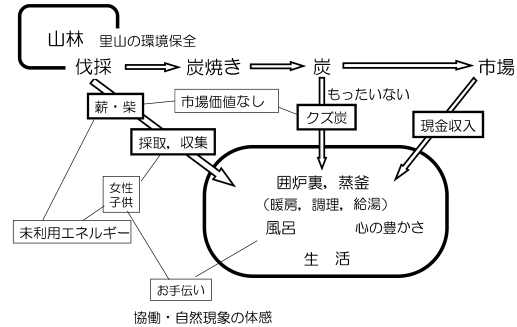 山林 里山の環境保全
伐採 炭焼き 炭 市場
もったいない
薪・柴 市場価値なし クズ炭
現金収入
採取，収集
囲炉裏，蒸釜
女性
子供
（暖房，調理，給湯）
風呂 心の豊かさ
未利用エネルギー
生 活
お手伝い
協働・自然現象の体感